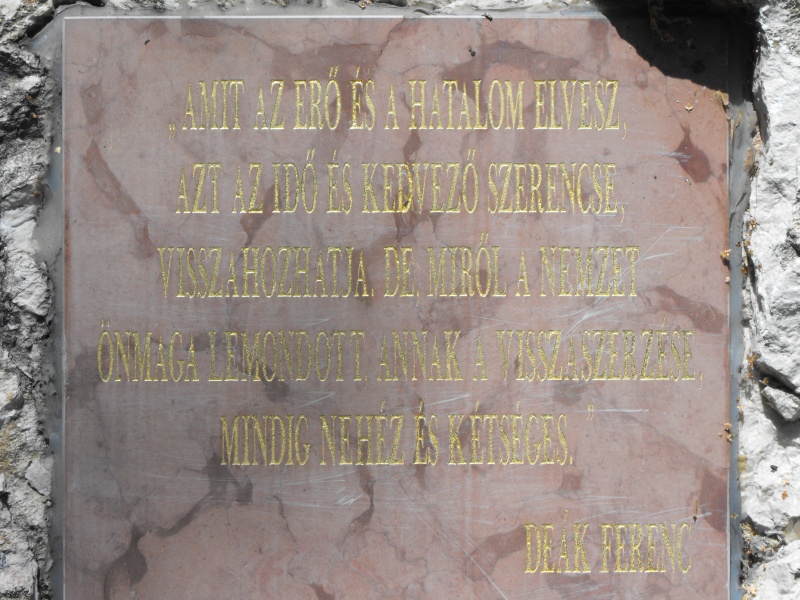 „AMIT AZ ERŐ ÉS A HATALOM ELVESZ,
AZT AZ IDŐ ÉS KEDVEZŐ SZERENCSE,
VISSZAHOZHATJA. DE, MIRŐL A NEMZET
ÖNMAGA LEMONDOTT, ANNAK A VISSZASZERZÉSE,
MINDIG NEHÉZ ÉS KÉTSÉGES."
DEÁK FERENC